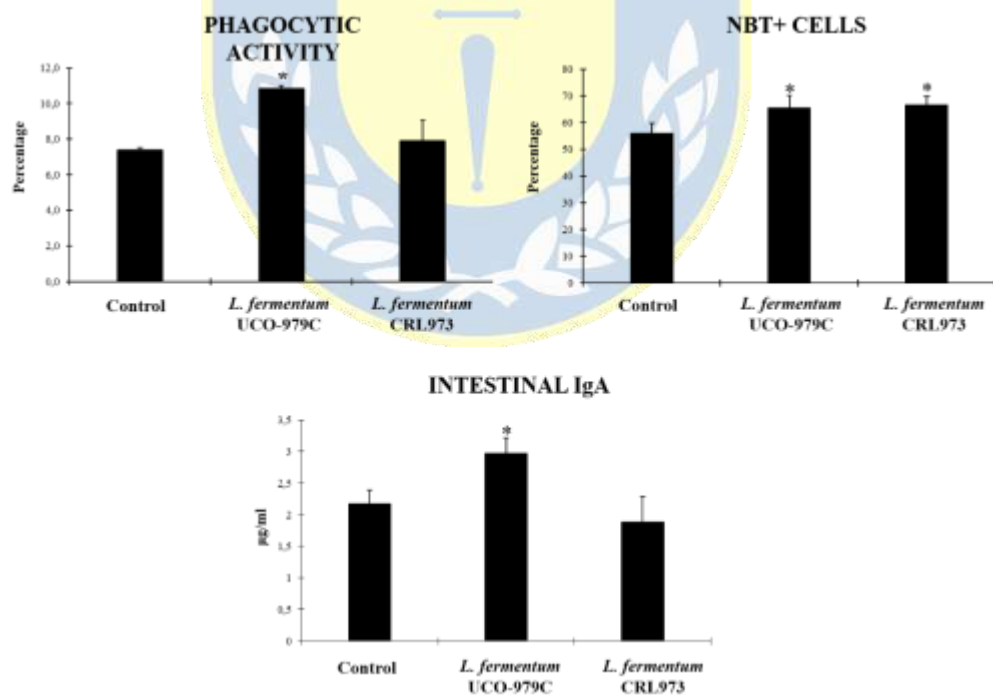 PHAGOCYTIC
ACTIVITY
Percentage
12,0
10,0
8,0
6,0
4,0
2,0
0,0
*
Control
L. fermentum
UCO-979C
L. fermentum
CRL973
NBT+ CELLS
Percentage
80
70
60
50
40
30
20
10
0
*
*
Control
L. fermentum
UCO-979C
L. fermentum
CRL973
INTESTINAL IgA
µg/ml
3,5
3
2,5
2
1,5
1
0,5
0
*
Control
L. fermentum
UCO-979C
L. fermentum
CRL973